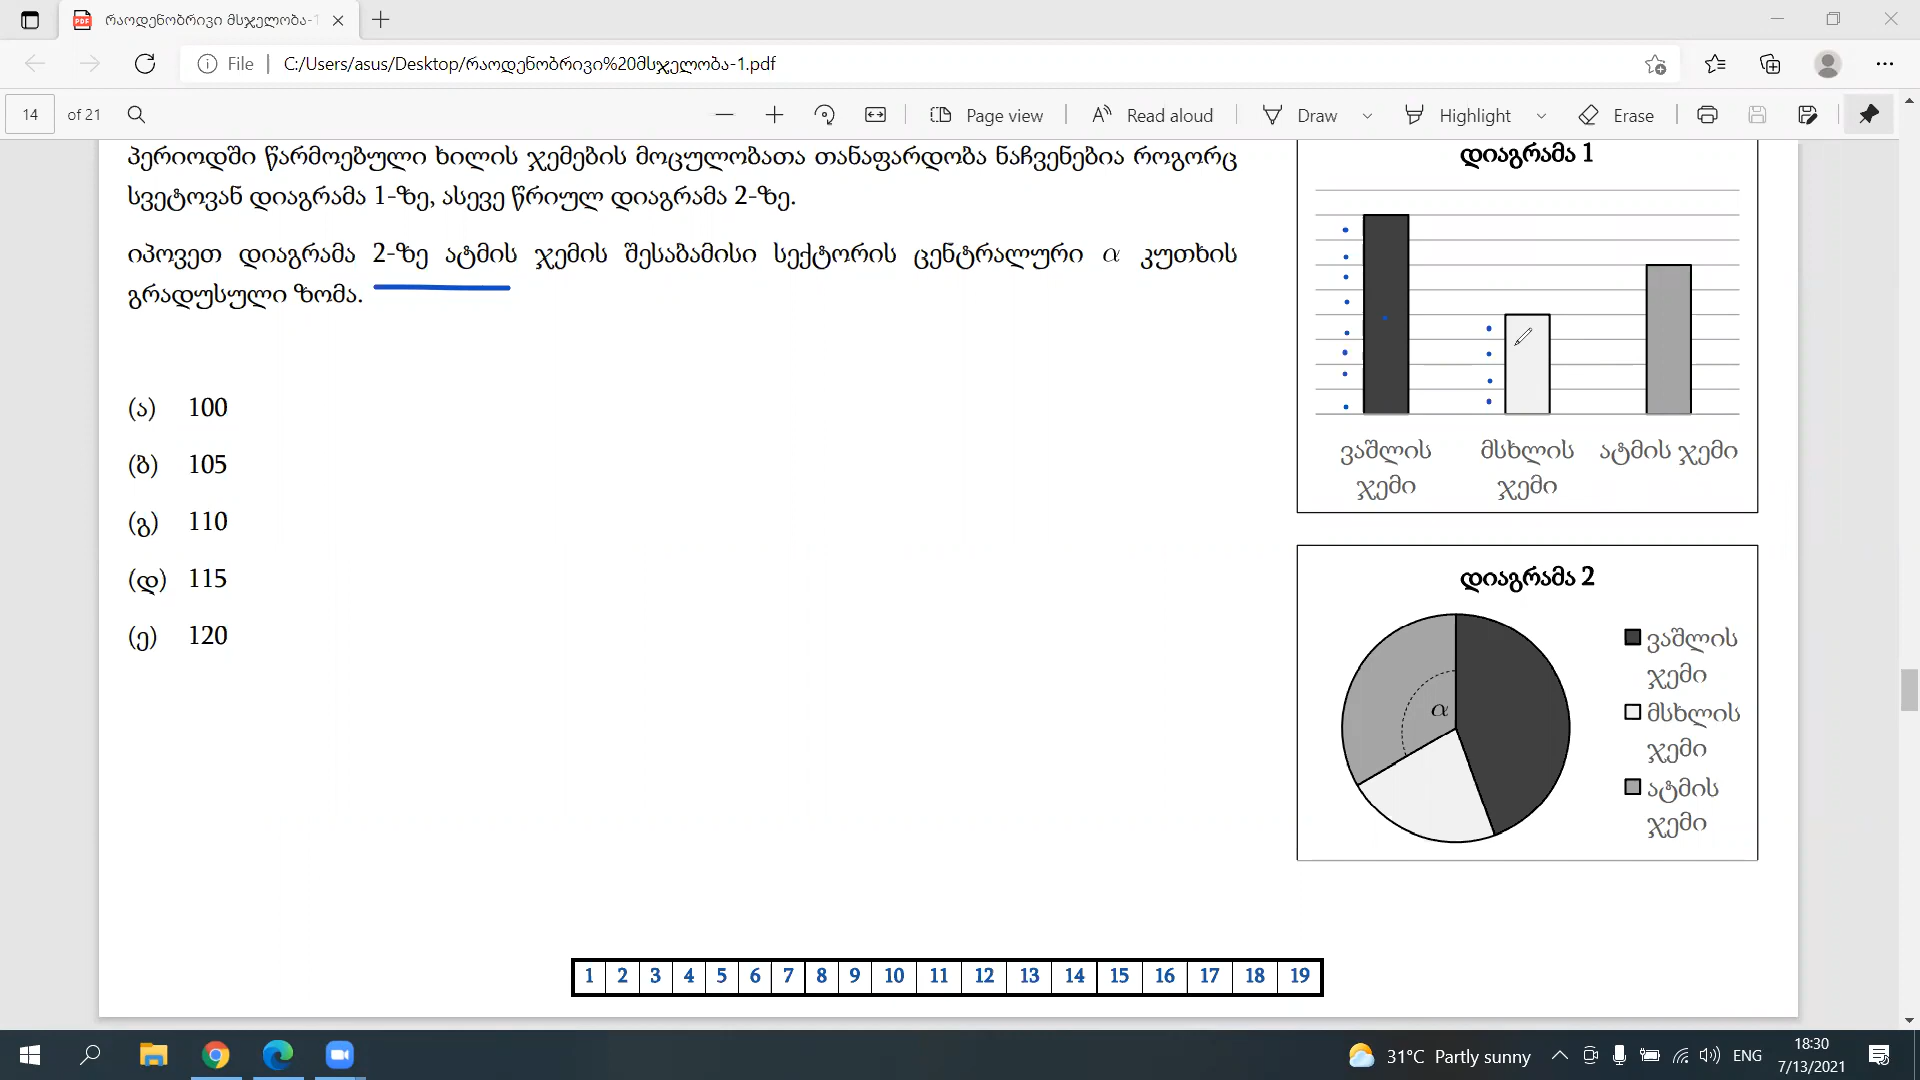 რაოდენობრივი მსჯელობა-1
File
C:/Users/asus/Desktop/რაოდენობრივი%20მსჯელობა-1.pdf
14 of 21
Page view
Read aloud
Draw
Highlight
Erase
პერიოდში წარმოებული ხილის ჯემების მოცულობათა თანაფარდობა ნაჩვენებია როგორც
სვეტოვან დიაგრამა 1-ზე, ასევე წრიულ დიაგრამა 2-ზე.
იპოვეთ დიაგრამა 2-ზე ატმის ჯემის შესაბამისი სექტორის ცენტრალური α კუთხის
გრადუსული ზომა.
(ა) 100
(ბ) 105
(გ) 110
(დ) 115
(ე) 120
დიაგრამა 1
ვაშლის ჯემი
მსხლის ჯემი
ატმის ჯემი
დიაგრამა 2
α
ვაშლის
ჯემი
მსხლის
ჯემი
ატმის
ჯემი
1 2 3 4 5 6 7 8 9 10 11 12 13 14 15 16 17 18 19
31°C Partly sunny
ENG
18:30
7/13/2021